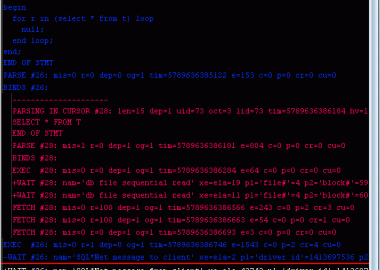 begin
for r in (select * from t) loop
null;
end loop;
end;
END OF STMT
PARSE #26: mis=0 r=0 dep=0 og=1 tim=5789636385122 e=153 c=0 p=0 cr=0 cu=0
BINDS #26:
---------------------
PARSING IN CURSOR #28: len=15 dep=1 uid=73 oct=3 lid=73 tim=5789636386184 hv=1
SELECT * FROM T
END OF STMT
PARSE #28: mis=1 r=0 dep=1 og=1 tim=5789636386181 e=804 c=0 p=0 cr=0 cu=0
BINDS #28:
EXEC #28: mis=0 r=0 dep=1 og=1 tim=5789636386284 e=64 c=0 p=0 cr=0 cu=0
+WAIT #28: nam='db file sequential read' xe=ela=19 p1='file#'=4 p2='block#'=59
+WAIT #28: nam='db file sequential read' xe=ela=11 p1='file#'=4 p2='block#'=60
FETCH #28: mis=0 r=100 dep=1 og=1 tim=5789636386566 e=243 c=0 p=2 cr=3 cu=0
FETCH #28: mis=0 r=100 dep=1 og=1 tim=5789636386663 e=54 c=0 p=0 cr=1 cu=0
FETCH #28: mis=0 r=0 dep=1 og=1 tim=5789636386693 e=3 c=0 p=0 cr=0 cu=0
EXEC #26: mis=0 r=1 dep=0 og=1 tim=5789636386746 e=1543 c=0 p=2 cr=4 cu=0
+WAIT #26: nam='SQL*Net message to client' xe=ela=2 p1='driver id'=1413697536 p2